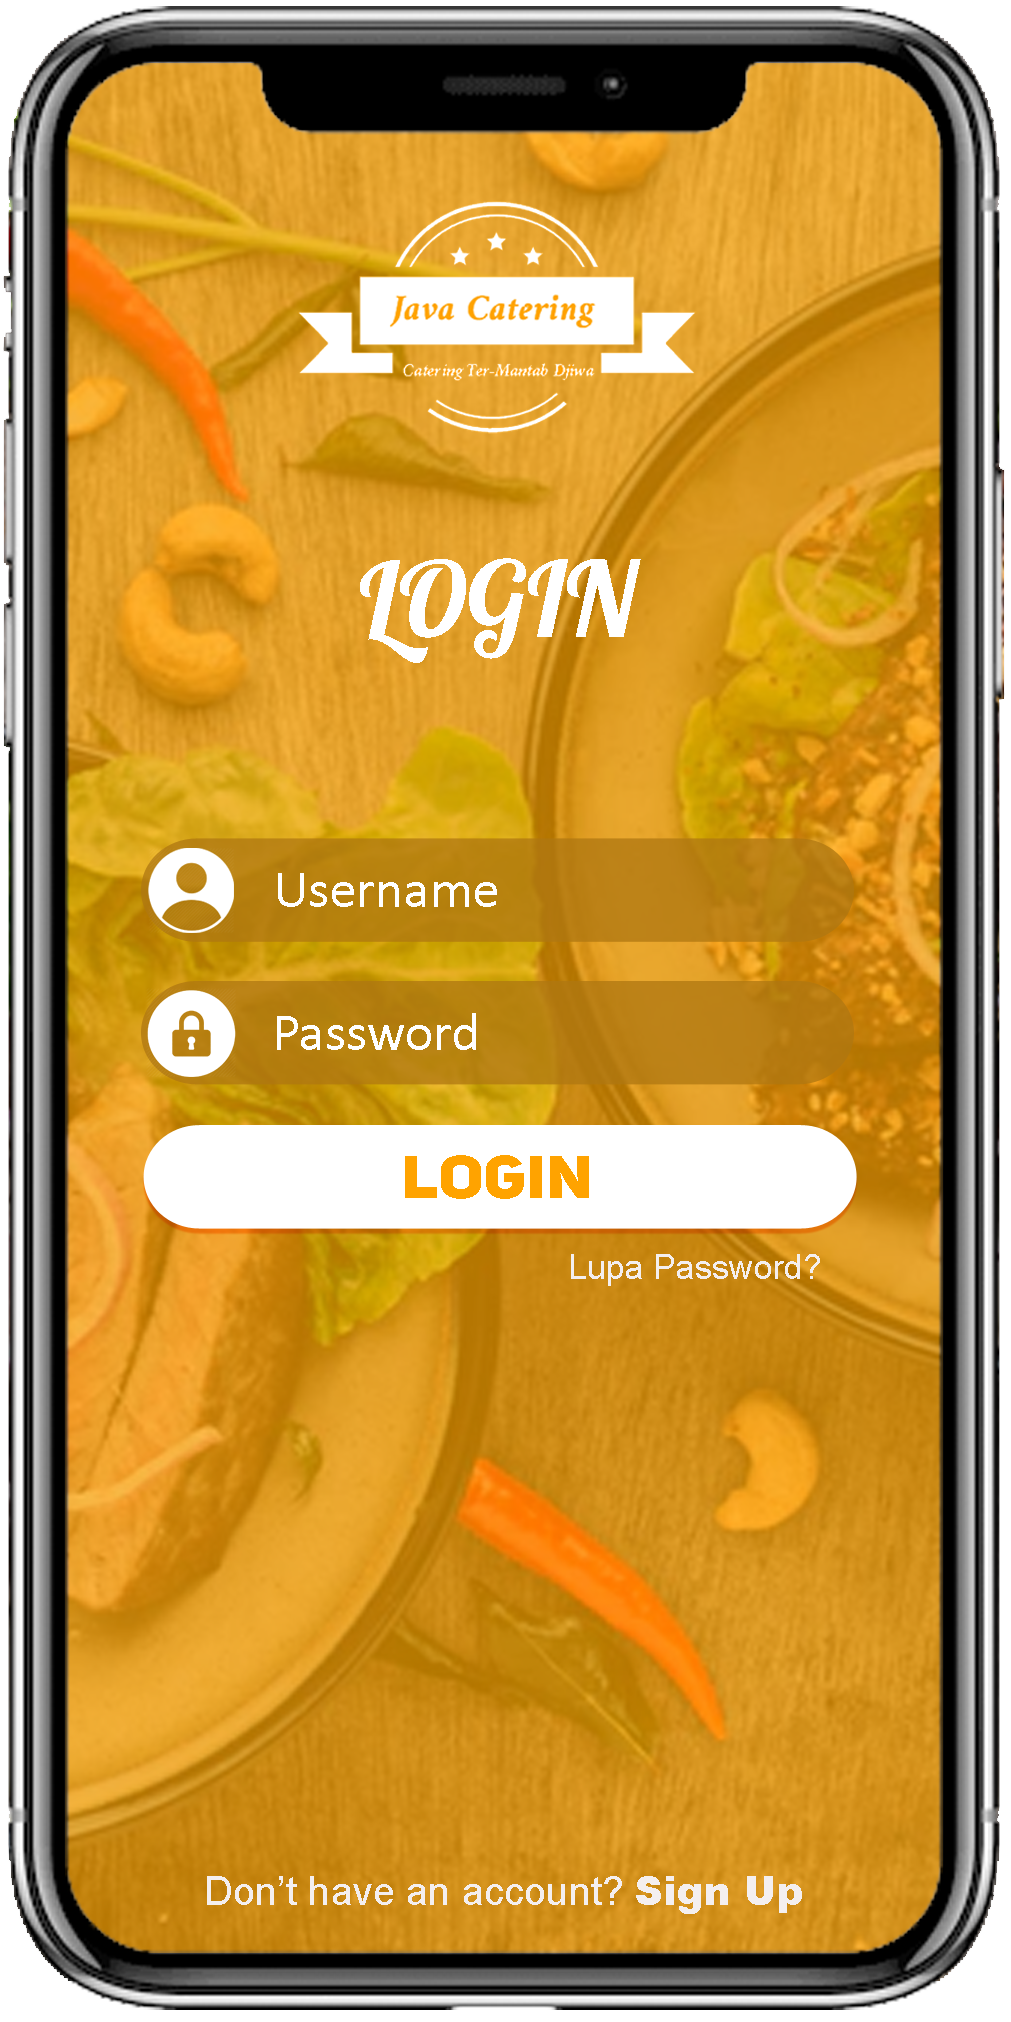 Java Catering
Catering Ter-Mantab Djiwa
LOGIN
Username
Password
LOGIN
Lupa Password?
Don't have an account? Sign Up